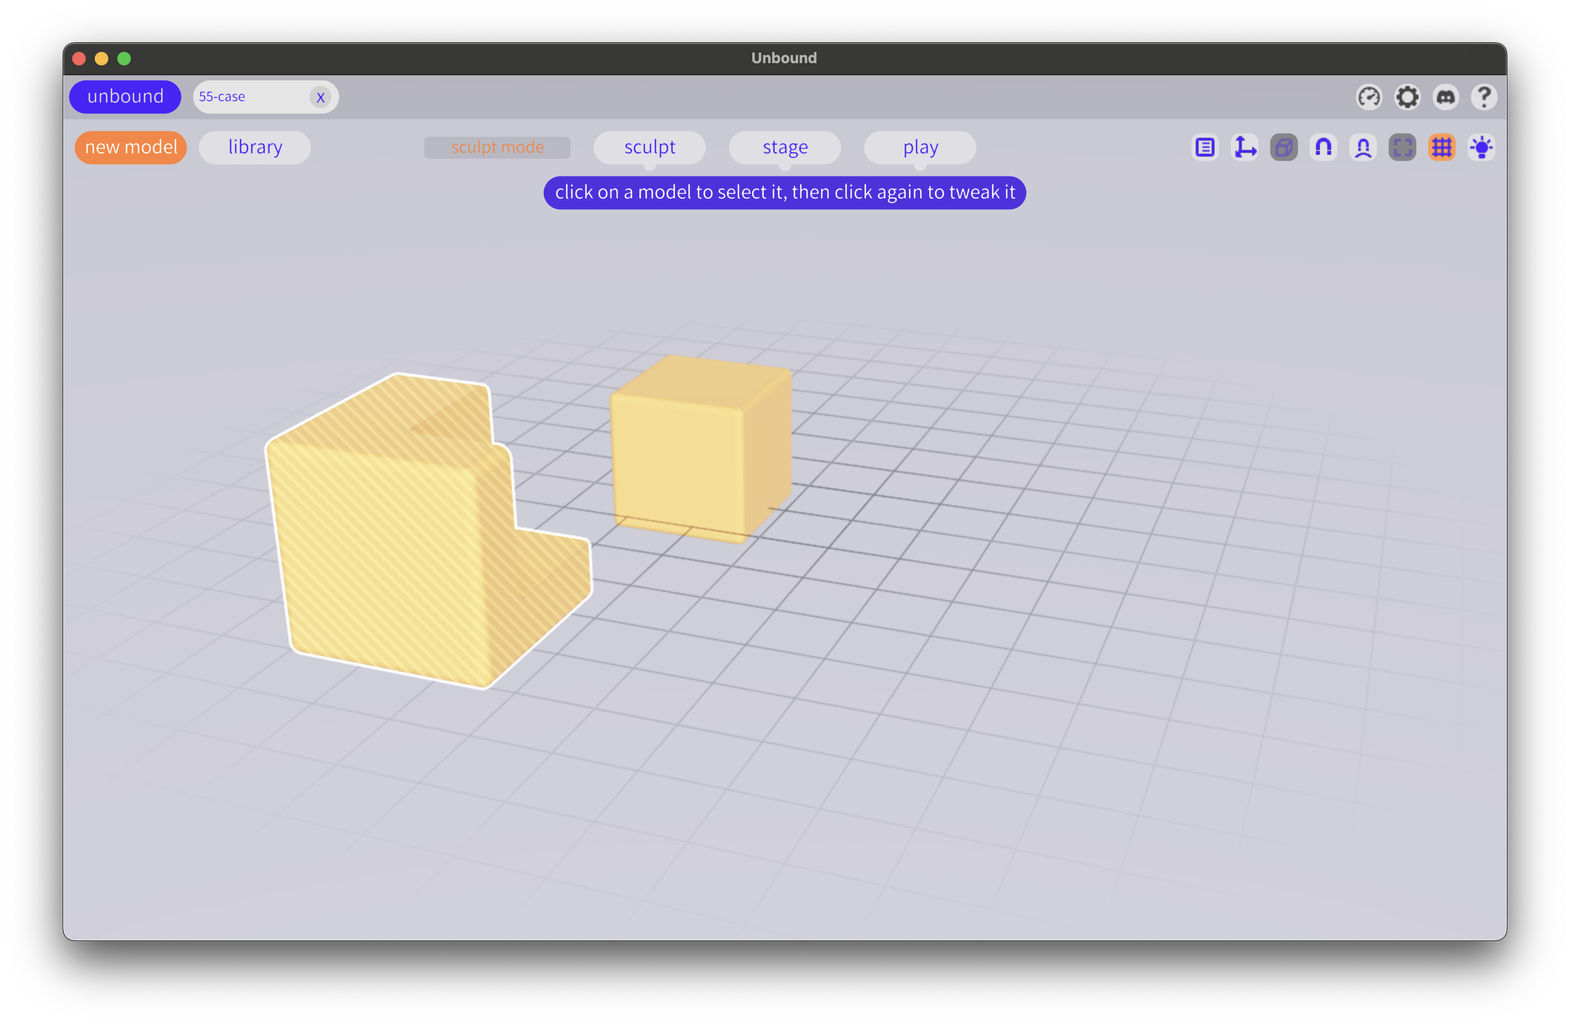 Unbound
unbound
55-case
X
?
new model
library
sculpt mode
sculpt
stage
play
click on a model to select it, then click again to tweak it